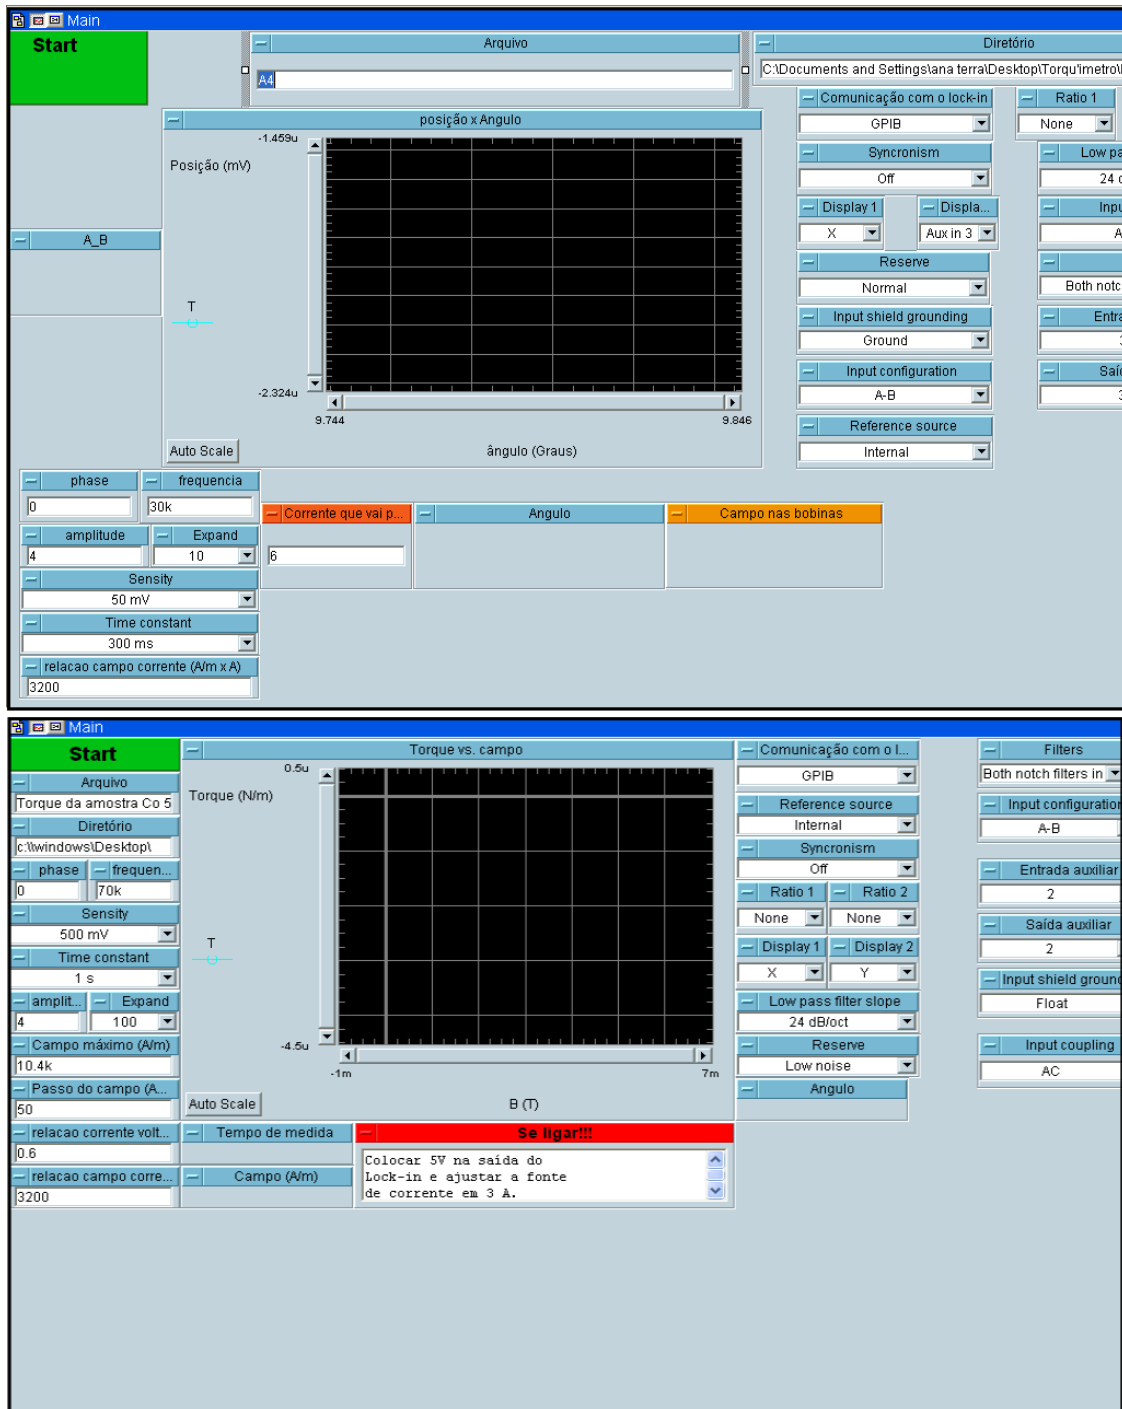 Main
Start
Arquivo
A4
Diretório
C:\Documents and Settings\ana terra\Desktop\Torqu'imetro\
posição x Angulo
-1.459u
Posição (mV)
T
-2.324u
9.744
9.846
Auto Scale
ângulo (Graus)
A_B
Comunicação com o lock-in
GPIB
Ratio 1
None
Syncronism
Off
Low pa
24 d
Display 1
X
Displa...
Aux in 3
Inpu
A
Reserve
Normal
Both notc
Input shield grounding
Ground
Entra
3
Input configuration
A-B
Saíd
3
Reference source
Internal
phase
0
frequencia
30k
amplitude
4
Expand
10
Corrente que vai p...
6
Angulo
Campo nas bobinas
Sensity
50 mV
Time constant
300 ms
relacao campo corrente (A/m x A)
3200
Main
Start
Arquivo
Torque da amostra Co 5
Diretório
c:\\windows\Desktop\
phase
0
frequen...
70k
Sensity
500 mV
Time constant
1 s
amplit...
4
Expand
100
Campo máximo (A/m)
10.4k
Passo do campo (A...
50
relacao corrente volt...
0.6
relacao campo corre...
3200
Torque vs. campo
0.5u
Torque (N/m)
T
-4.5u
-1m
7m
Auto Scale
B (T)
Tempo de medida
Campo (A/m)
Se ligar!!!
Colocar 5V na saída do
Lock-in e ajustar a fonte
de corrente em 3 A.
Comunicação com o l...
GPIB
Reference source
Internal
Syncronism
Off
Ratio 1
None
Ratio 2
None
Display 1
X
Display 2
Y
Low pass filter slope
24 dB/oct
Reserve
Low noise
Angulo
Filters
Both notch filters in
Input configuration
A-B
Entrada auxiliar
2
Saída auxiliar
2
Input shield ground
Float
Input coupling
AC